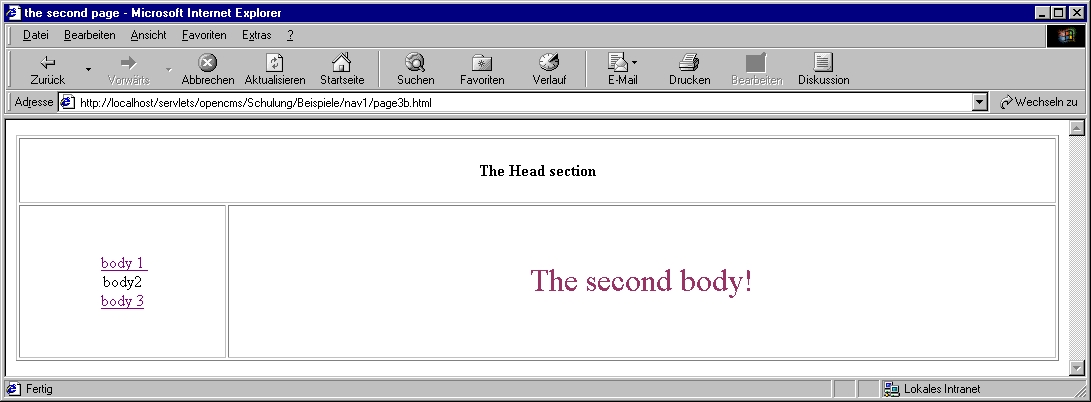 the second page - Microsoft Internet Explorer
Datei Bearbeiten Ansicht Favoriten Extras ?
Zurück Vorwärts Abbrechen Aktualisieren Startseite Suchen Favoriten Verlauf E-Mail Drucken Bearbeiten Diskussion
Adresse http://localhost/servlets/opencms/Schulung/Beispiele/nav1/page3b.html Wechseln zu
The Head section
body 1
body2
body 3
The second body!
Fertig Lokales Intranet